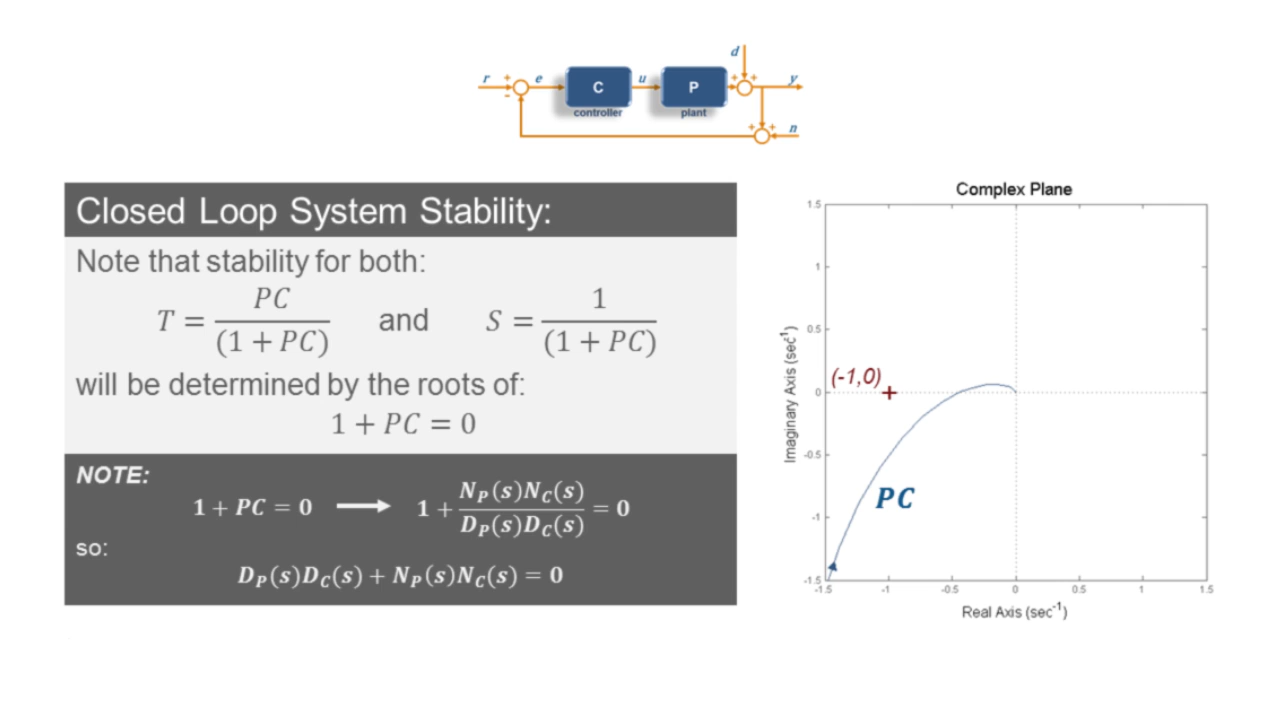 d
r + e C u P + + y
- controller plant + + n
Closed Loop System Stability:
Note that stability for both:
T = PC / (1 + PC) and S = 1 / (1 + PC)
will be determined by the roots of:
1 + PC = 0
NOTE:
1 + PC = 0 → 1 + N_P(s)N_C(s) / D_P(s)D_C(s) = 0
so:
D_P(s)D_C(s) + N_P(s)N_C(s) = 0
Complex Plane
1.5
1
0.5
0
-0.5
-1
-1.5
Imaginary Axis (sec⁻¹)
(-1,0)
PC
-1.5 -1 -0.5 0 0.5 1 1.5
Real Axis (sec⁻¹)